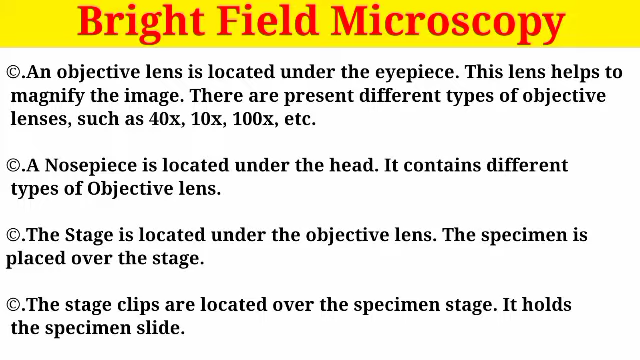 Bright Field Microscopy
©.An objective lens is located under the eyepiece. This lens helps to
magnify the image. There are present different types of objective
lenses, such as 40x, 10x, 100x, etc.
©.A Nosepiece is located under the head. It contains different
types of Objective lens.
©.The Stage is located under the objective lens. The specimen is
placed over the stage.
©.The stage clips are located over the specimen stage. It holds
the specimen slide.